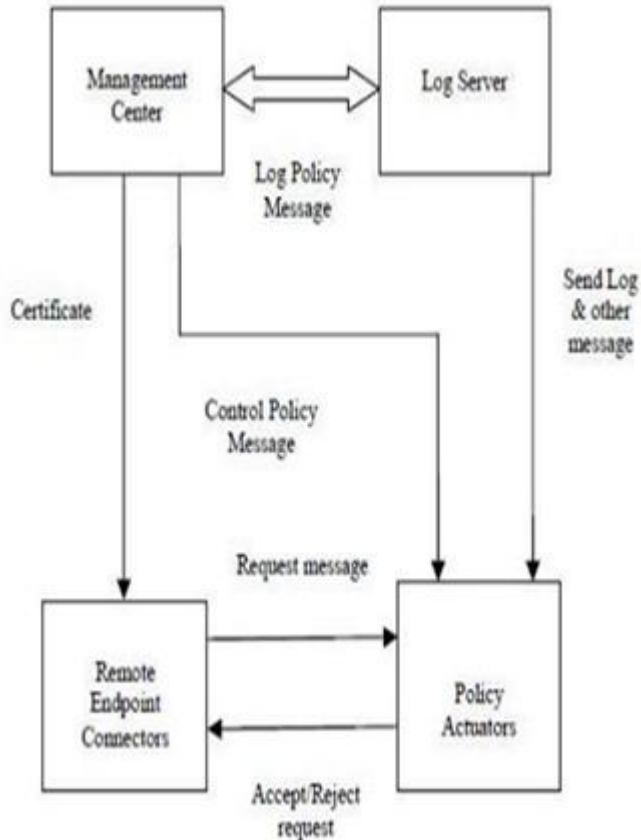 Management
Center
Log Server
Log Policy
Message
Certificate
Send Log
& other
message
Control Policy
Message
Request message
Remote
Endpoint
Connectors
Policy
Actuators
Accept/Reject
request